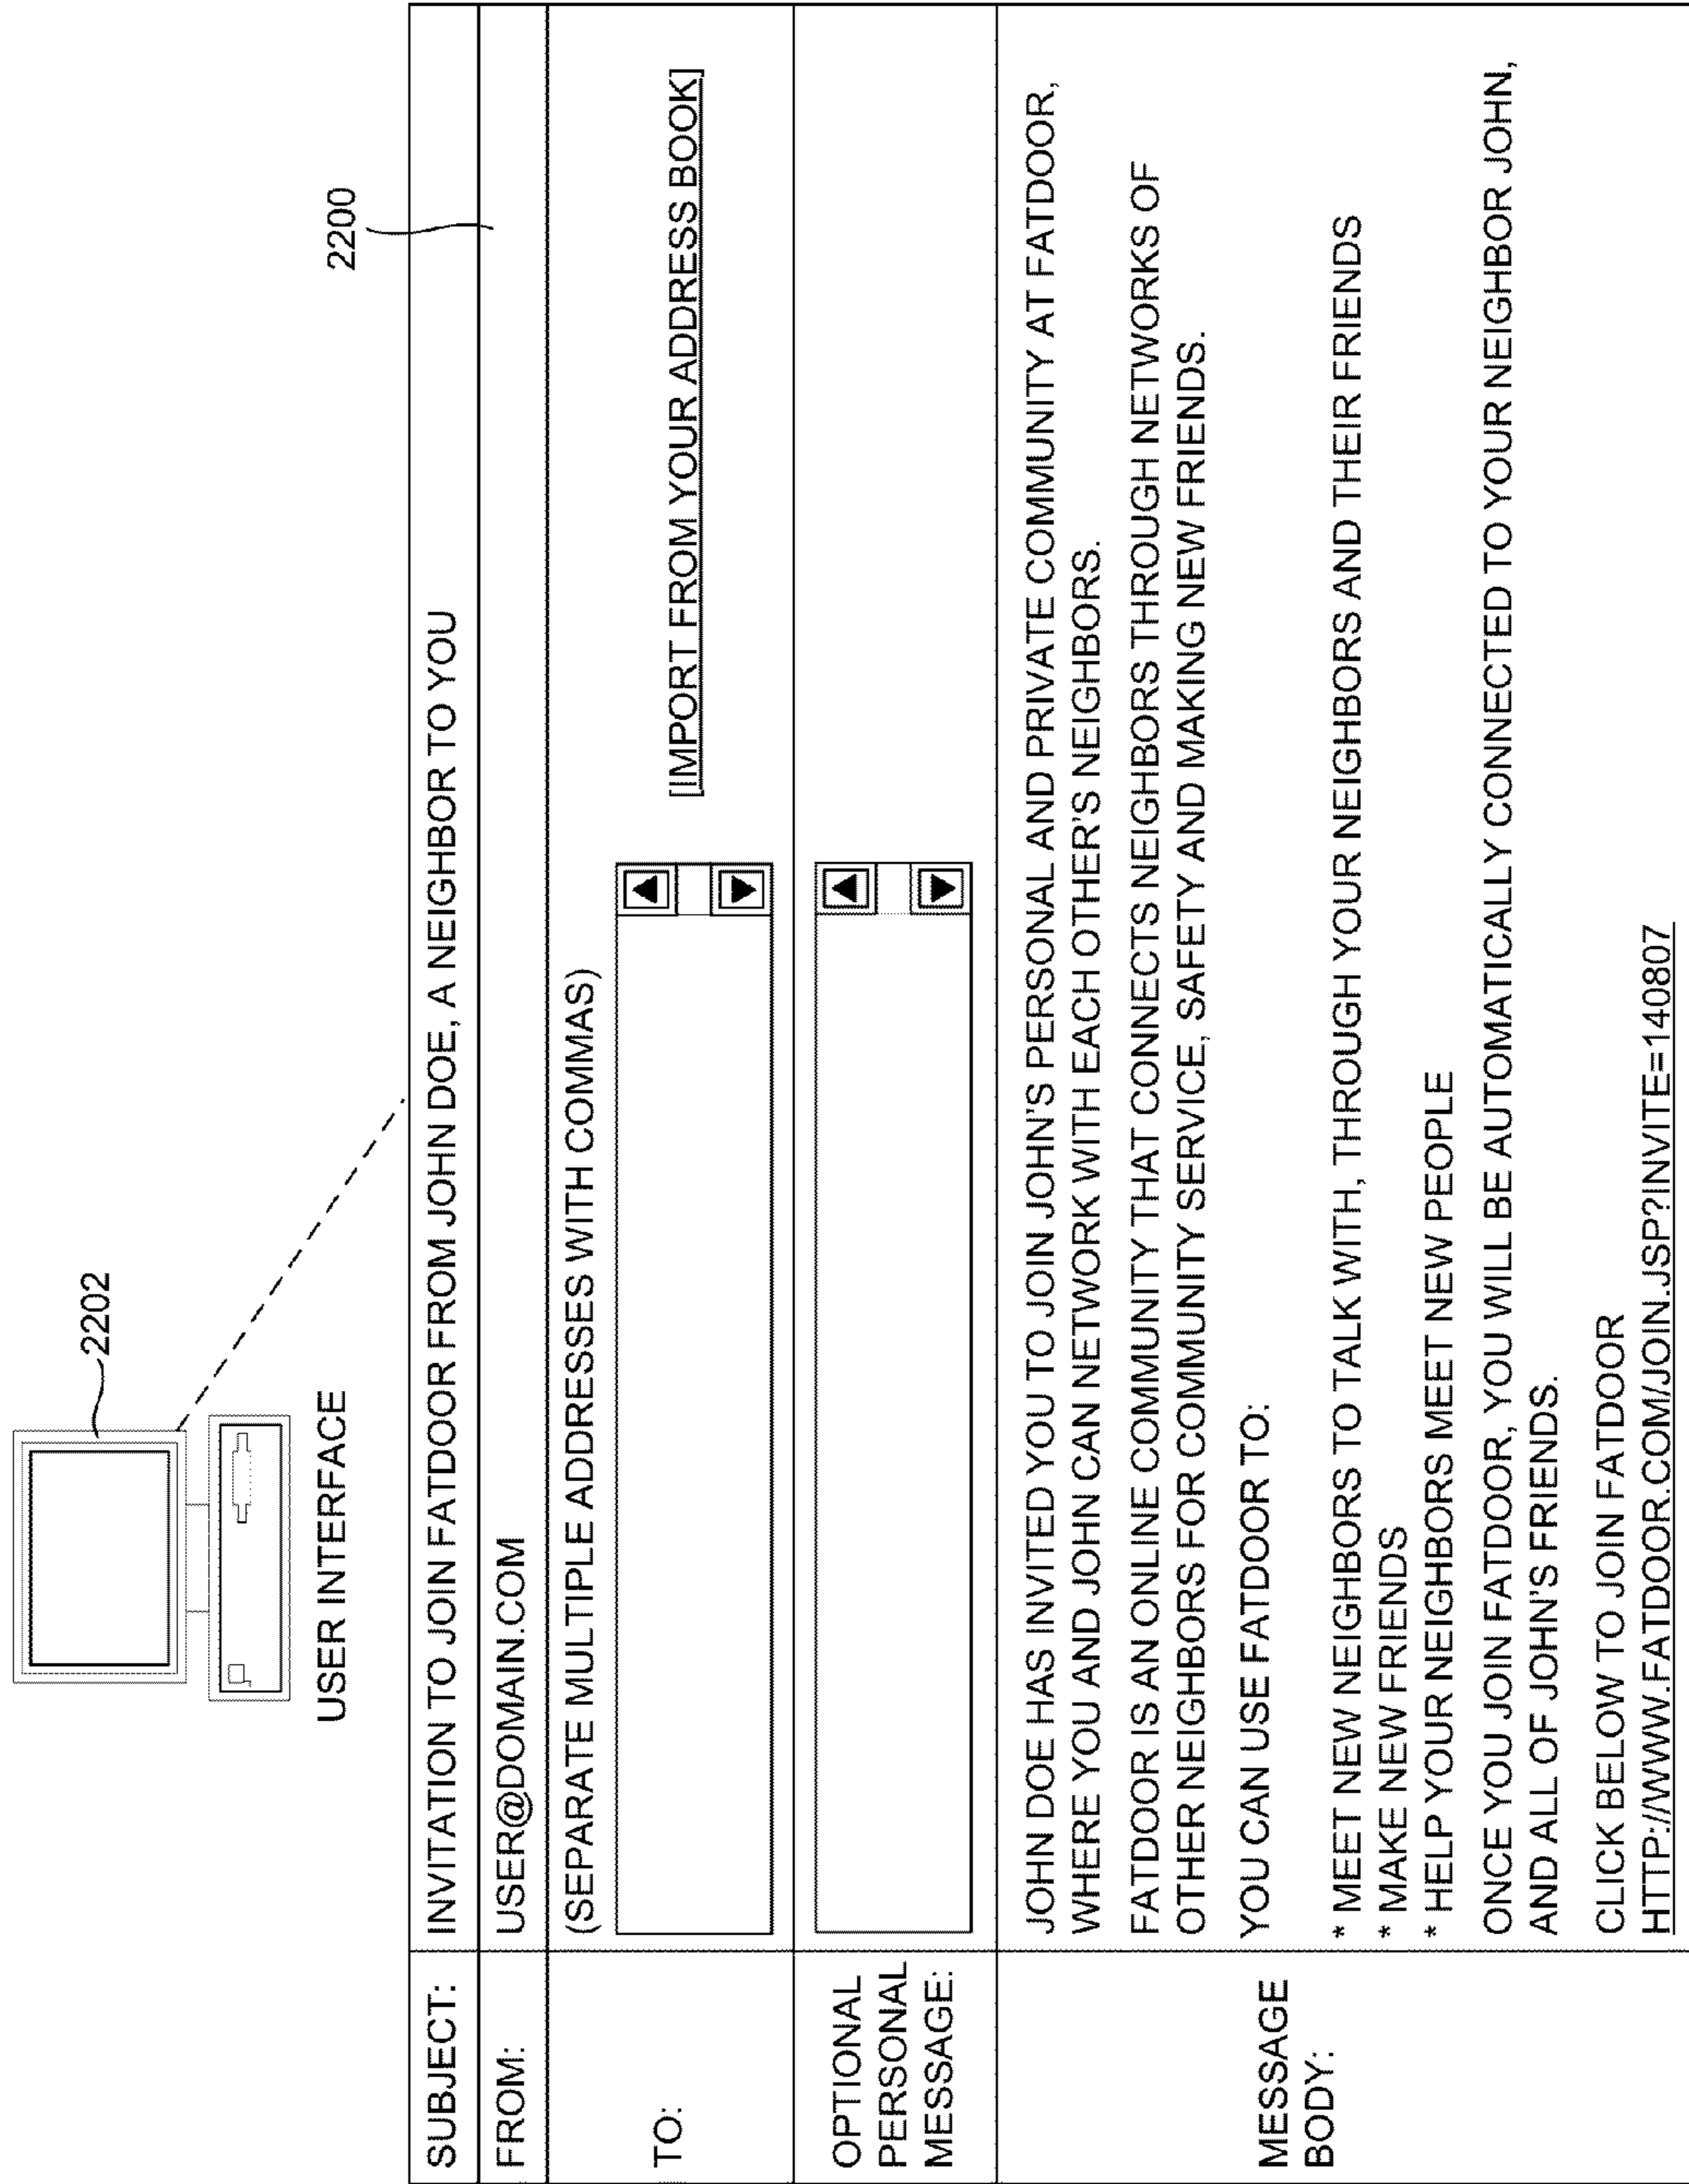 2202
USER INTERFACE
2200
SUBJECT:
INVITATION TO JOIN FATDOOR FROM JOHN DOE, A NEIGHBOR TO YOU
FROM:
USER@DOMAIN.COM
TO:
(SEPARATE MULTIPLE ADDRESSES WITH COMMAS)
[IMPORT FROM YOUR ADDRESS BOOK]
OPTIONAL
PERSONAL
MESSAGE:
MESSAGE
BODY:
JOHN DOE HAS INVITED YOU TO JOIN JOHN'S PERSONAL AND PRIVATE COMMUNITY AT FATDOOR,
WHERE YOU AND JOHN CAN NETWORK WITH EACH OTHER'S NEIGHBORS.
FATDOOR IS AN ONLINE COMMUNITY THAT CONNECTS NEIGHBORS THROUGH NETWORKS OF
OTHER NEIGHBORS FOR COMMUNITY SERVICE, SAFETY AND MAKING NEW FRIENDS.
YOU CAN USE FATDOOR TO:
* MEET NEW NEIGHBORS TO TALK WITH, THROUGH YOUR NEIGHBORS AND THEIR FRIENDS
* MAKE NEW FRIENDS
* HELP YOUR NEIGHBORS MEET NEW PEOPLE
ONCE YOU JOIN FATDOOR, YOU WILL BE AUTOMATICALLY CONNECTED TO YOUR NEIGHBOR JOHN,
AND ALL OF JOHN'S FRIENDS.
CLICK BELOW TO JOIN FATDOOR
HTTP://WWW.FATDOOR.COM/JOIN.JSP?INVITE=140807